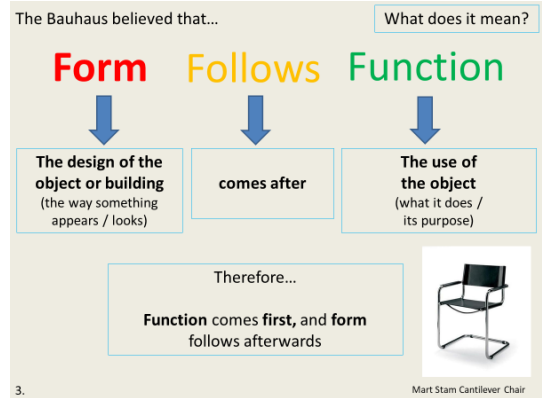 The Bauhaus believed that…
What does it mean?
Form Follows Function
The design of the
object or building
(the way something
appears / looks)
comes after
The use of
the object
(what it does /
its purpose)
Therefore…
Function comes first, and form
follows afterwards
3.
Mart Stam Cantilever Chair